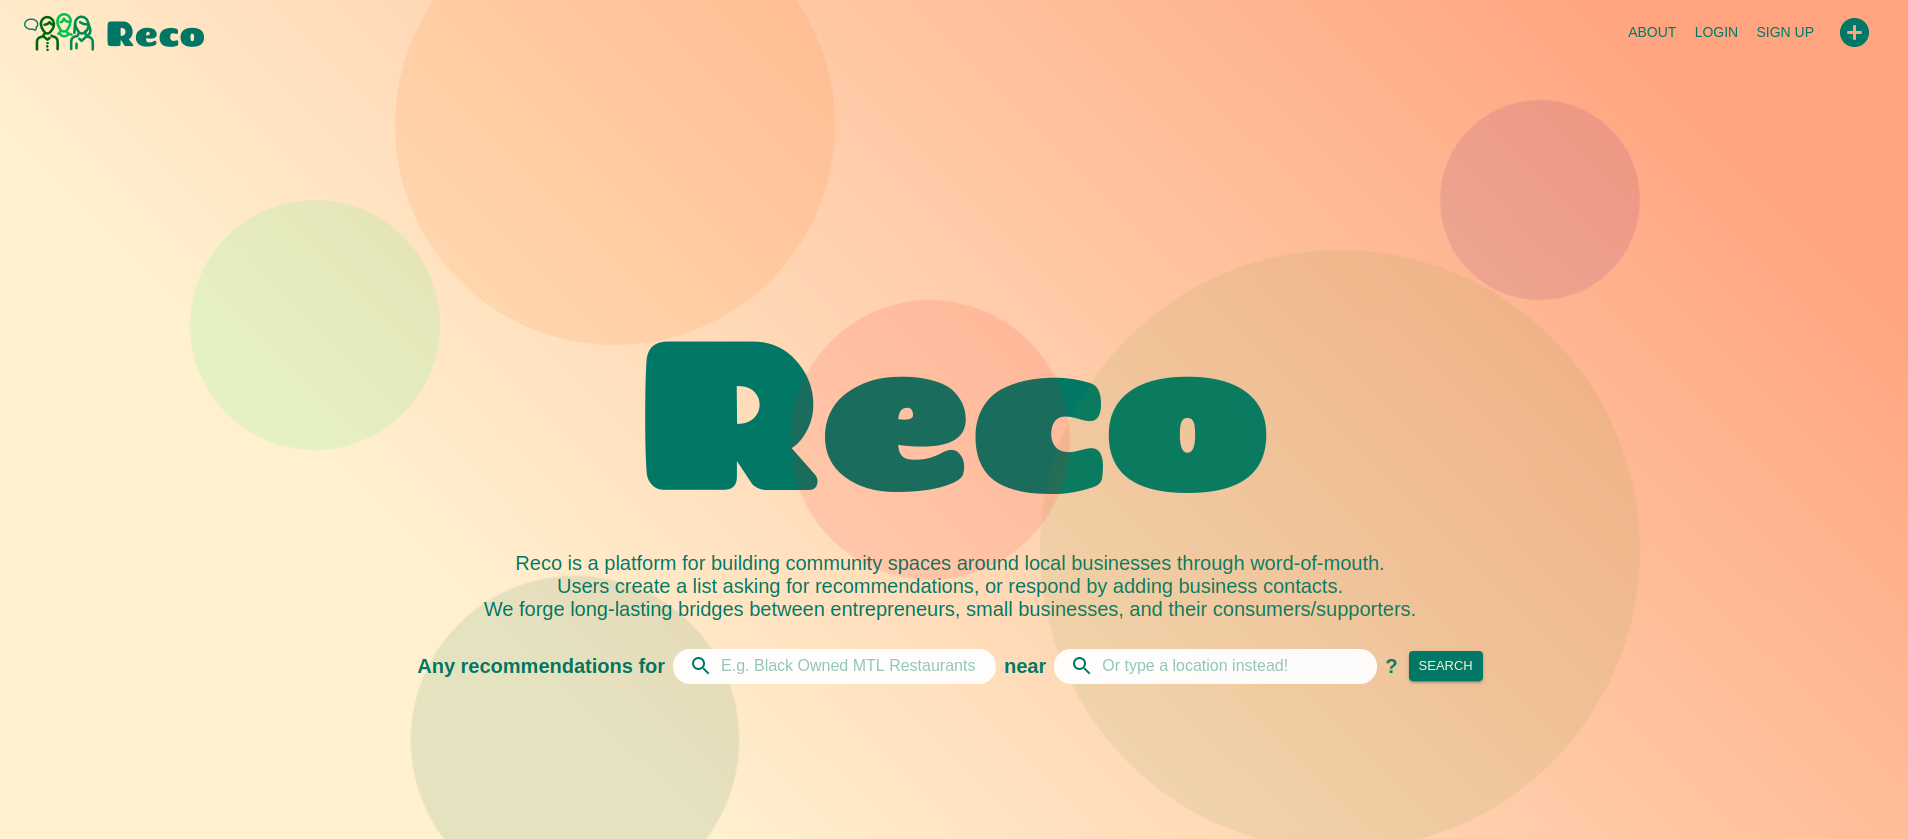 Reco
ABOUT LOGIN SIGN UP
Reco
Reco is a platform for building community spaces around local businesses through word-of-mouth.
Users create a list asking for recommendations, or respond by adding business contacts.
We forge long-lasting bridges between entrepreneurs, small businesses, and their consumers/supporters.
Any recommendations for E.g. Black Owned MTL Restaurants near Or type a location instead! ? SEARCH